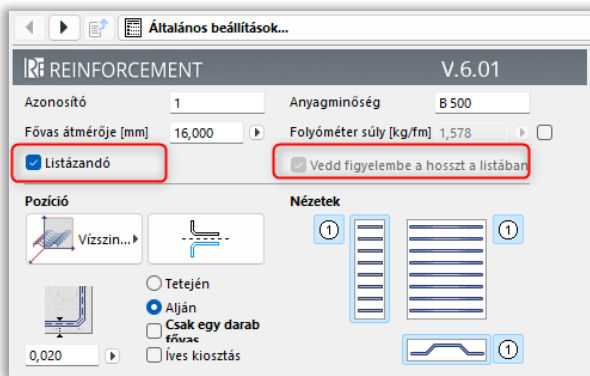 Általános beállítások...
REINFORCEMENT V.6.01
Azonosító 1 Anyagminőség B 500
Fővas átmérője [mm] 16,000 Folyóméter súly [kg/fm] 1,578
Listázandó Vedd figyelembe a hosszt a listában
Pozíció Nézetek
Vízszin... 1 1
Tetején
Alján
Csak egy darab
fővas
0,020 Íves kiosztás 1